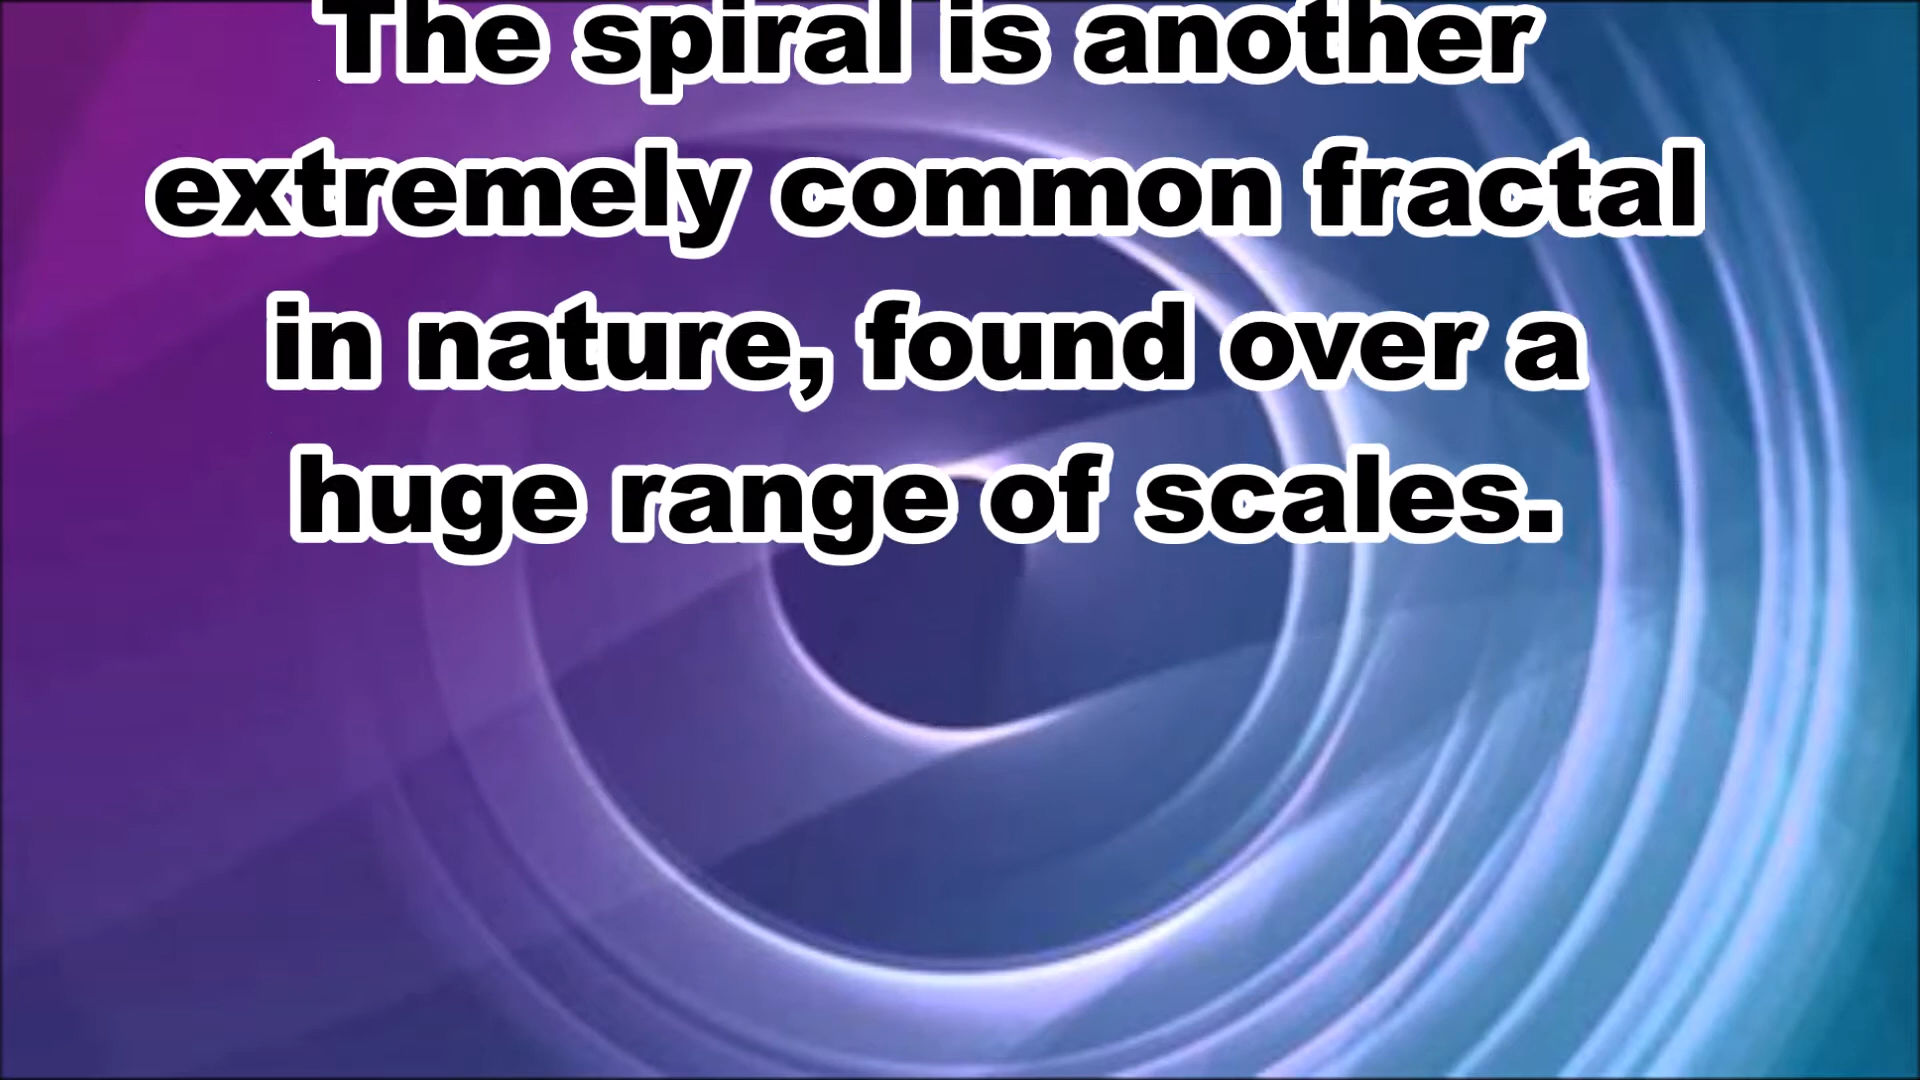 The spiral is another
extremely common fractal
in nature, found over a
huge range of scales.